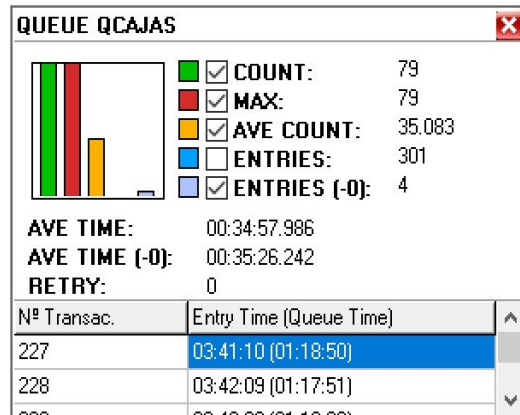 QUEUE QCAJAS
COUNT: 79
MAX: 79
AVE COUNT: 35.083
ENTRIES: 301
ENTRIES (-0): 4
AVE TIME: 00:34:57.986
AVE TIME (-0): 00:35:26.242
RETRY: 0
Nº Transac. Entry Time (Queue Time)
227 03:41:10 (01:18:50)
228 03:42:09 (01:17:51)